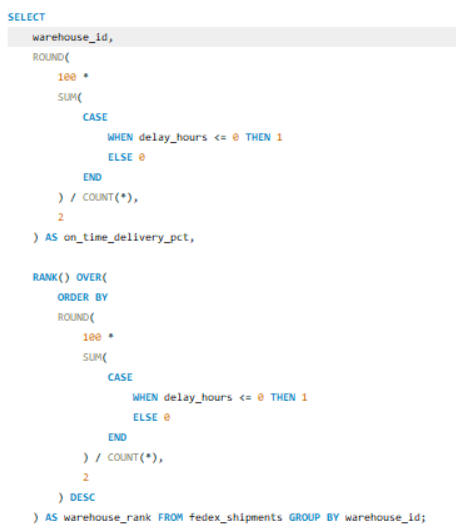 SELECT
warehouse_id,
ROUND(
100 *
SUM(
CASE
WHEN delay_hours <= 0 THEN 1
ELSE 0
END
) / COUNT(*),
2
) AS on_time_delivery_pct,
RANK() OVER(
ORDER BY
ROUND(
100 *
SUM(
CASE
WHEN delay_hours <= 0 THEN 1
ELSE 0
END
) / COUNT(*),
2
) DESC
) AS warehouse_rank FROM fedex_shipments GROUP BY warehouse_id;